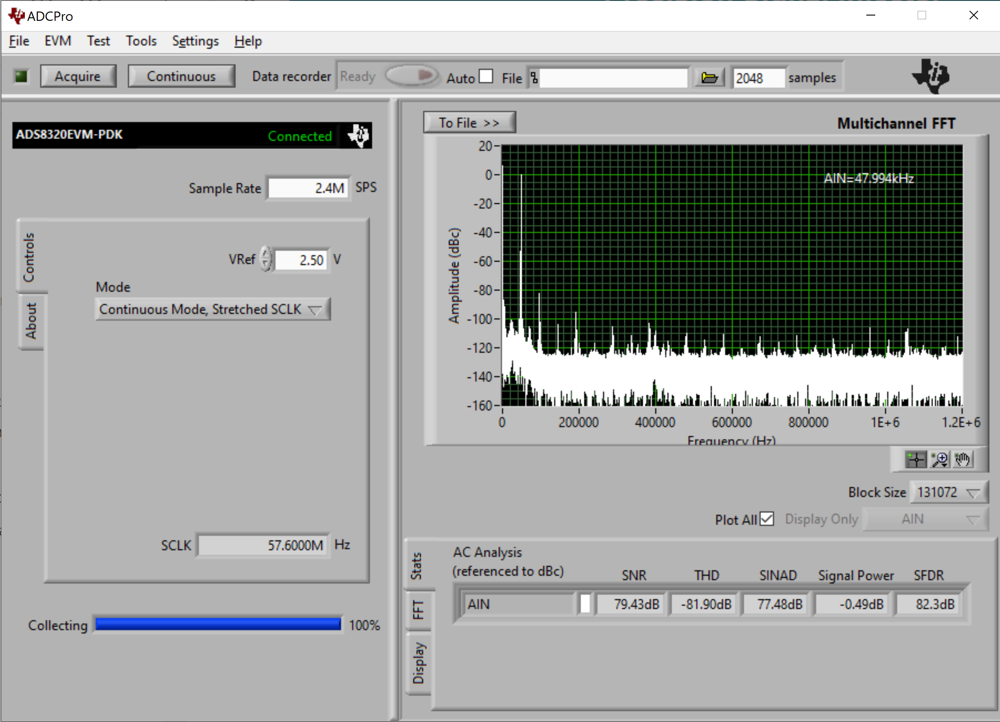 ADCPro
File EVM Test Tools Settings Help
Acquire Continuous Data recorder Ready Auto File 2048 samples
ADS8320EVM-PDK Connected
Sample Rate 2.4M SPS
Controls
About
VRef 2.50 V
Mode
Continuous Mode, Stretched SCLK
SCLK 57.6000M Hz
Collecting 100%
To File >>
Multichannel FFT
AIN=47.994kHz
Amplitude (dBc)
20
0
-20
-40
-60
-80
-100
-120
-140
-160
0 200000 400000 600000 800000 1E+6 1.2E+6
Frequency (Hz)
Block Size 131072
Plot All Display Only AIN
Stats
FFT
Display
AC Analysis
(referenced to dBc) SNR THD SINAD Signal Power SFDR
AIN 79.43dB -81.90dB 77.48dB -0.49dB 82.3dB